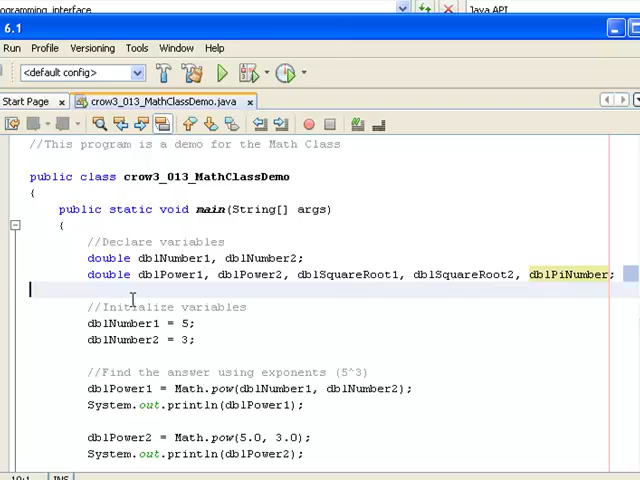 programming interface
Java API
6.1
Run Profile Versioning Tools Window Help
<default config>
Start Page x crow3_013_MathClassDemo.java x
//This program is a demo for the Math Class
public class crow3_013_MathClassDemo
{
public static void main(String[] args)
{
//Declare variables
double dblNumber1, dblNumber2;
double dblPower1, dblPower2, dblSquareRoot1, dblSquareRoot2, dblPiNumber;
//Initialize variables
dblNumber1 = 5;
dblNumber2 = 3;
//Find the answer using exponents (5^3)
dblPower1 = Math.pow(dblNumber1, dblNumber2);
System.out.println(dblPower1);
dblPower2 = Math.pow(5.0, 3.0);
System.out.println(dblPower2);
INS